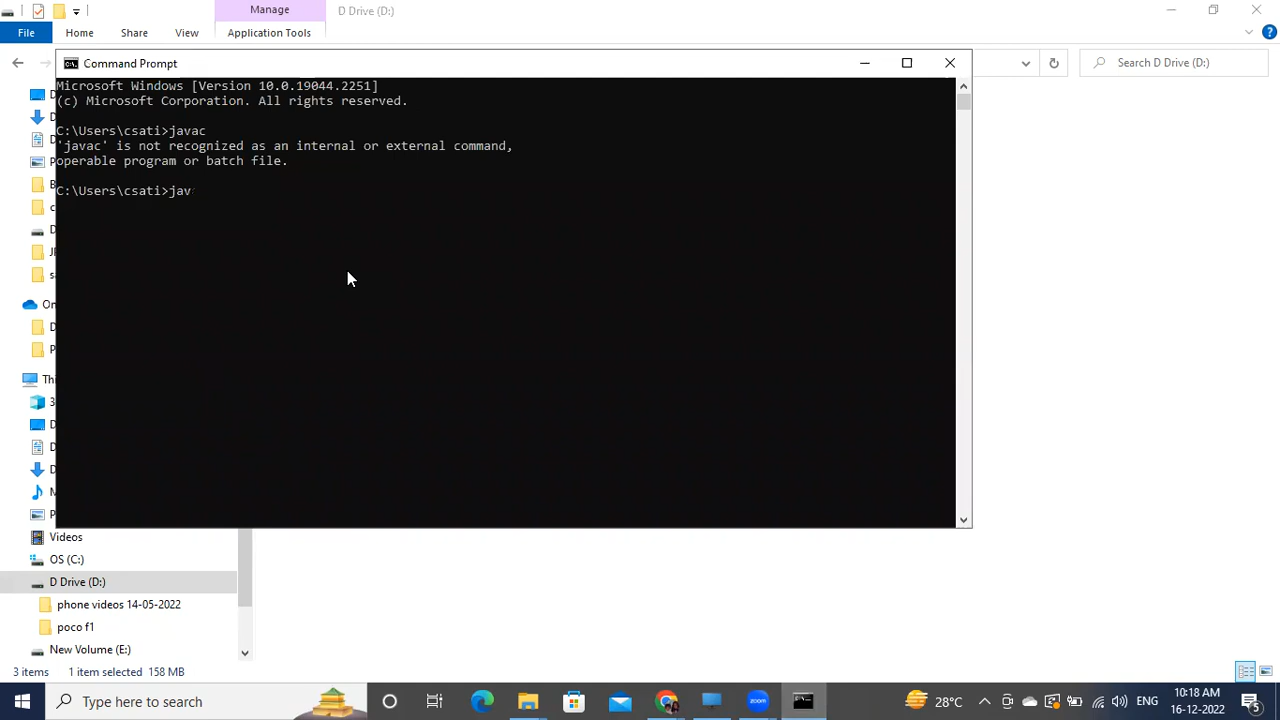 Manage
D Drive (D:)
File
Home
Share
View
Application Tools
Command Prompt
Search D Drive (D:)
Microsoft Windows [Version 10.0.19044.2251]
(c) Microsoft Corporation. All rights reserved.
C:\Users\csati>javac
'javac' is not recognized as an internal or external command,
operable program or batch file.
C:\Users\csati>jav
Videos
OS (C:)
D Drive (D:)
phone videos 14-05-2022
poco f1
New Volume (E:)
3 items
1 item selected 158 MB
Type here to search
zoom
28°C
ENG
10:18 AM
16-12-2022
5